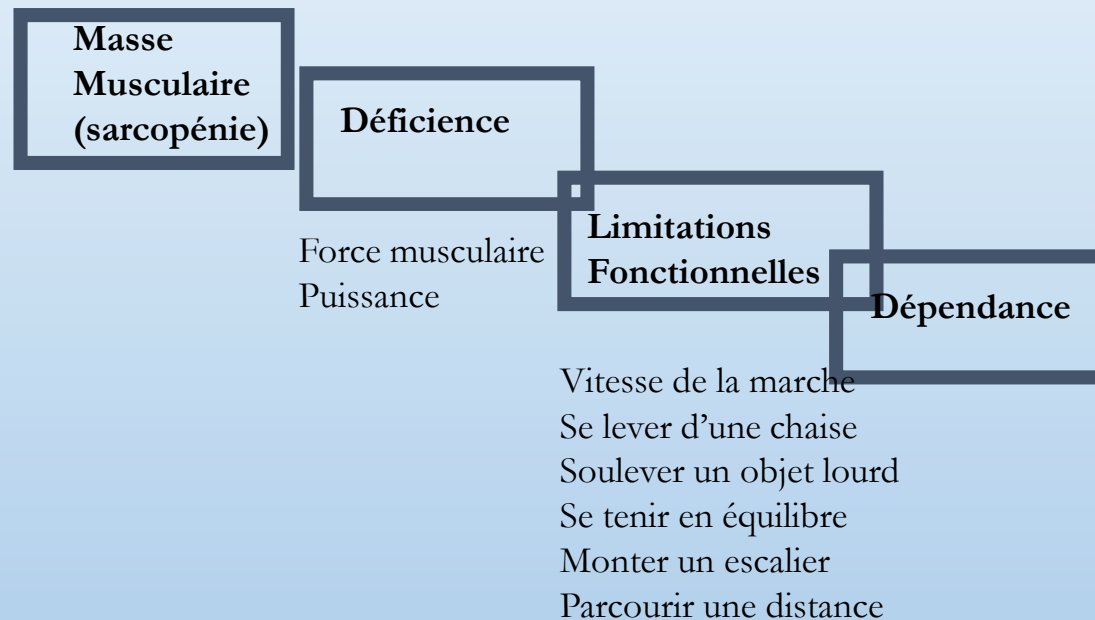 Masse
Musculaire
(sarcopénie)
Déficience
Force musculaire
Puissance
Limitations
Fonctionnelles
Dépendance
Vitesse de la marche
Se lever d’une chaise
Soulever un objet lourd
Se tenir en équilibre
Monter un escalier
Parcourir une distance